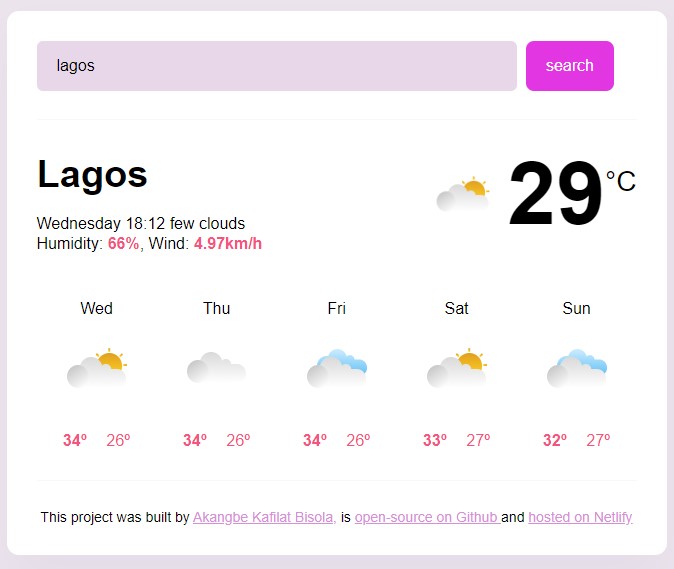 lagos
search
Lagos
29°C
Wednesday 18:12 few clouds
Humidity: 66%, Wind: 4.97km/h
Wed Thu Fri Sat Sun
34º 26º 34º 26º 34º 26º 33º 27º 32º 27º
This project was built by Akangbe Kafilat Bisola, is open-source on Github and hosted on Netlify